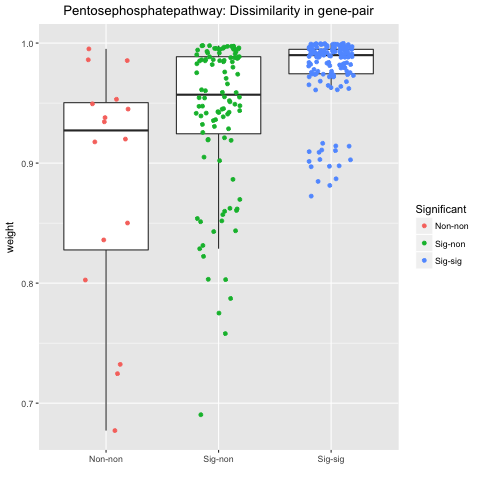 Pentosephosphatepathway: Dissimilarity in gene-pair
1.0
0.9
0.8
0.7
weight
Non-non
Sig-non
Sig-sig
Significant
Non-non
Sig-non
Sig-sig